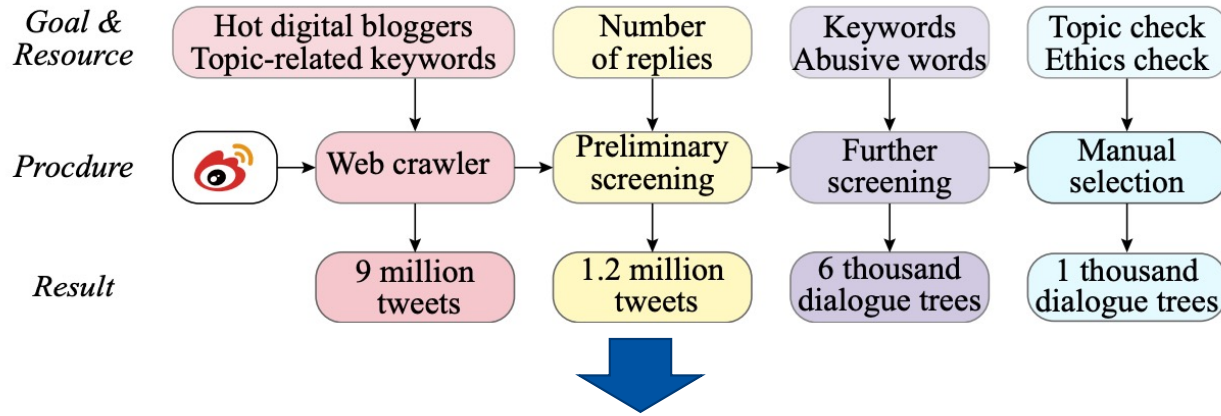 Goal &
Resource
Hot digital bloggers
Topic-related keywords
Number
of replies
Keywords
Abusive words
Topic check
Ethics check
Procdure
Web crawler
Preliminary
screening
Further
screening
Manual
selection
Result
9 million
tweets
1.2 million
tweets
6 thousand
dialogue trees
1 thousand
dialogue trees